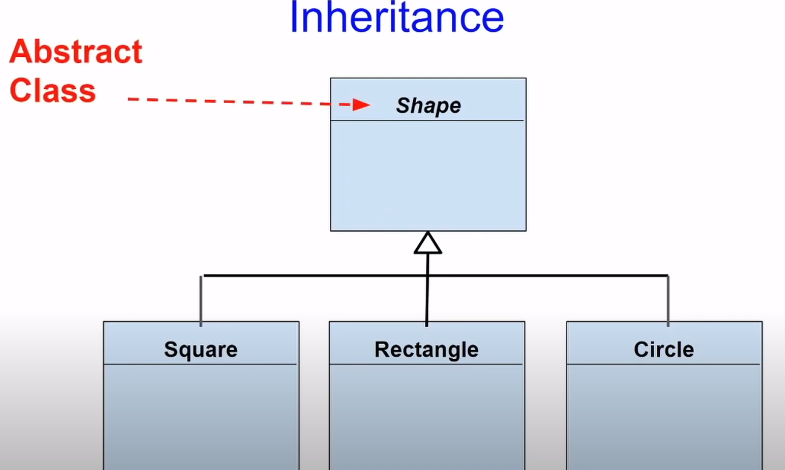 Inheritance
Abstract
Class
Shape
Square
Rectangle
Circle